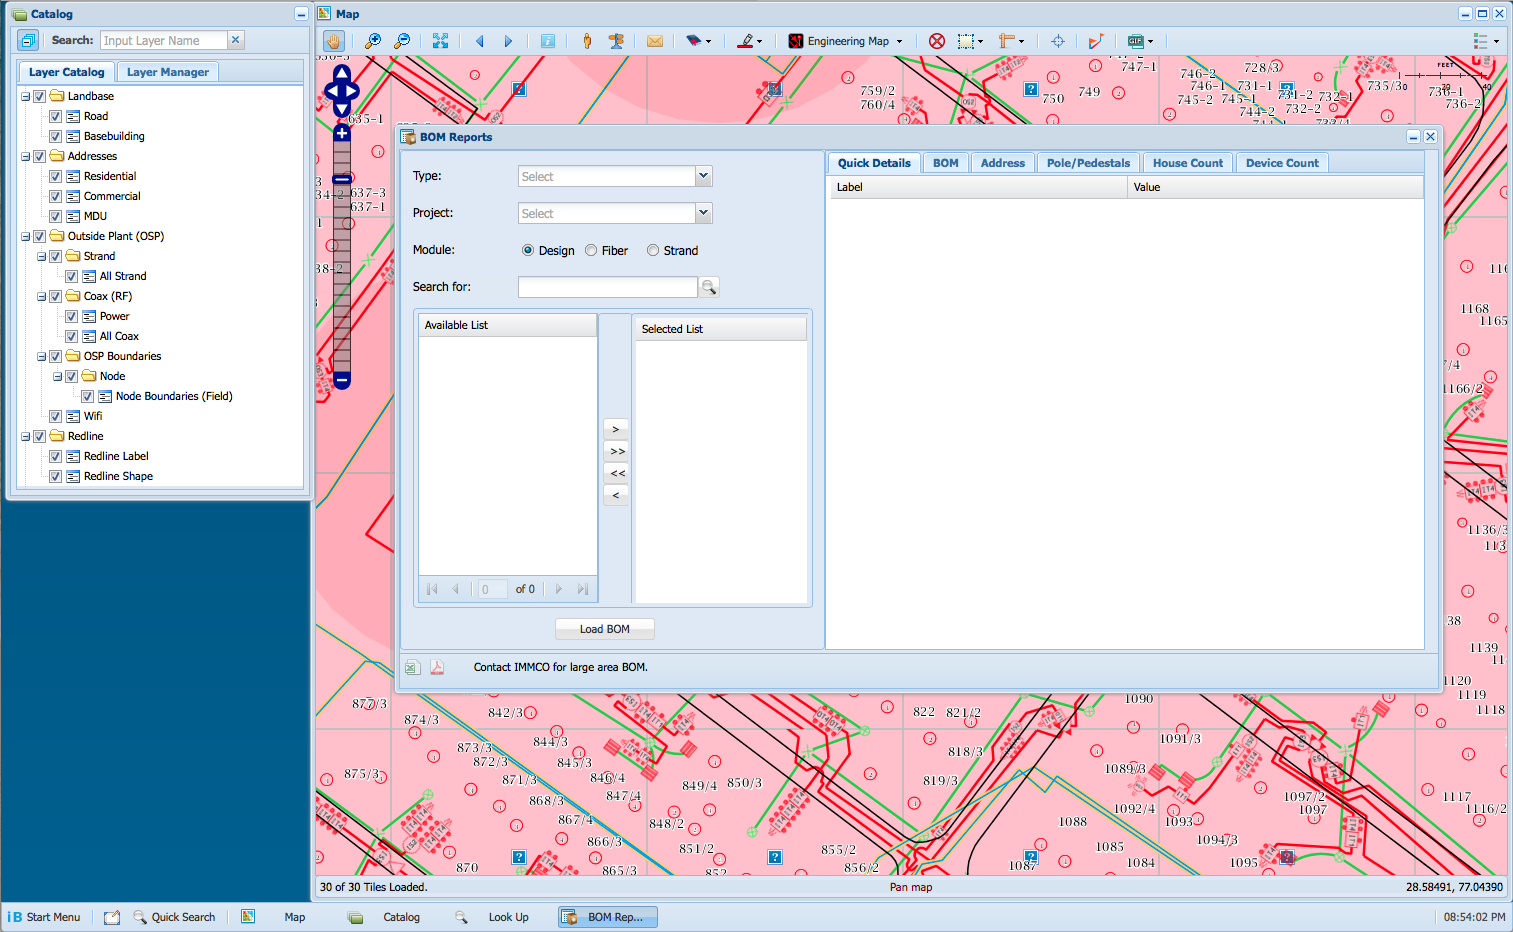 Catalog
Search: Input Layer Name
Layer Catalog Layer Manager
Landbase
Road
Basebuilding
Addresses
Residential
Commercial
MDU
Outside Plant (OSP)
Strand
All Strand
Coax (RF)
Power
All Coax
OSP Boundaries
Node
Node Boundaries (Field)
Wifi
Redline
Redline Label
Redline Shape
Map
Engineering Map
GIF
FEET
0 20 40
635-1
637-3
637-1
759/2
760/4
750
749
747-1
746-2
746-1
745-2
728/3
731-1
745-1
731-2
732-1
744-2
732-2
735/3
736-1
736-2
BOM Reports
Type: Select
Project: Select
Module: Design Fiber Strand
Search for:
Available List
Selected List
>
>>
<<
<
0 of 0
Load BOM
Contact IMMCO for large area BOM.
Quick Details BOM Address Pole/Pedestals House Count Device Count
Label Value
1168
1165
1166/2
1136/3
38
1139
1120
1119
1118
877/3
874/3
842/3
844/3
873/3
872/3
845/3
875/3
871/3
846/4
847/4
849/4
850/3
868/3
867/4
848/2
866/3
851/2
870
865/3
852
822
821/2
818/3
819/3
855/2
856/2
1090
1091/3
1089/3
1092/4
1093
1088
1085
1084
1087
1094/3
1095
1097/2
1097
1117
1116/2
30 of 30 Tiles Loaded.
Pan map
28.58491, 77.04390
iB Start Menu
Quick Search
Map
Catalog
Look Up
BOM Rep...
08:54:02 PM